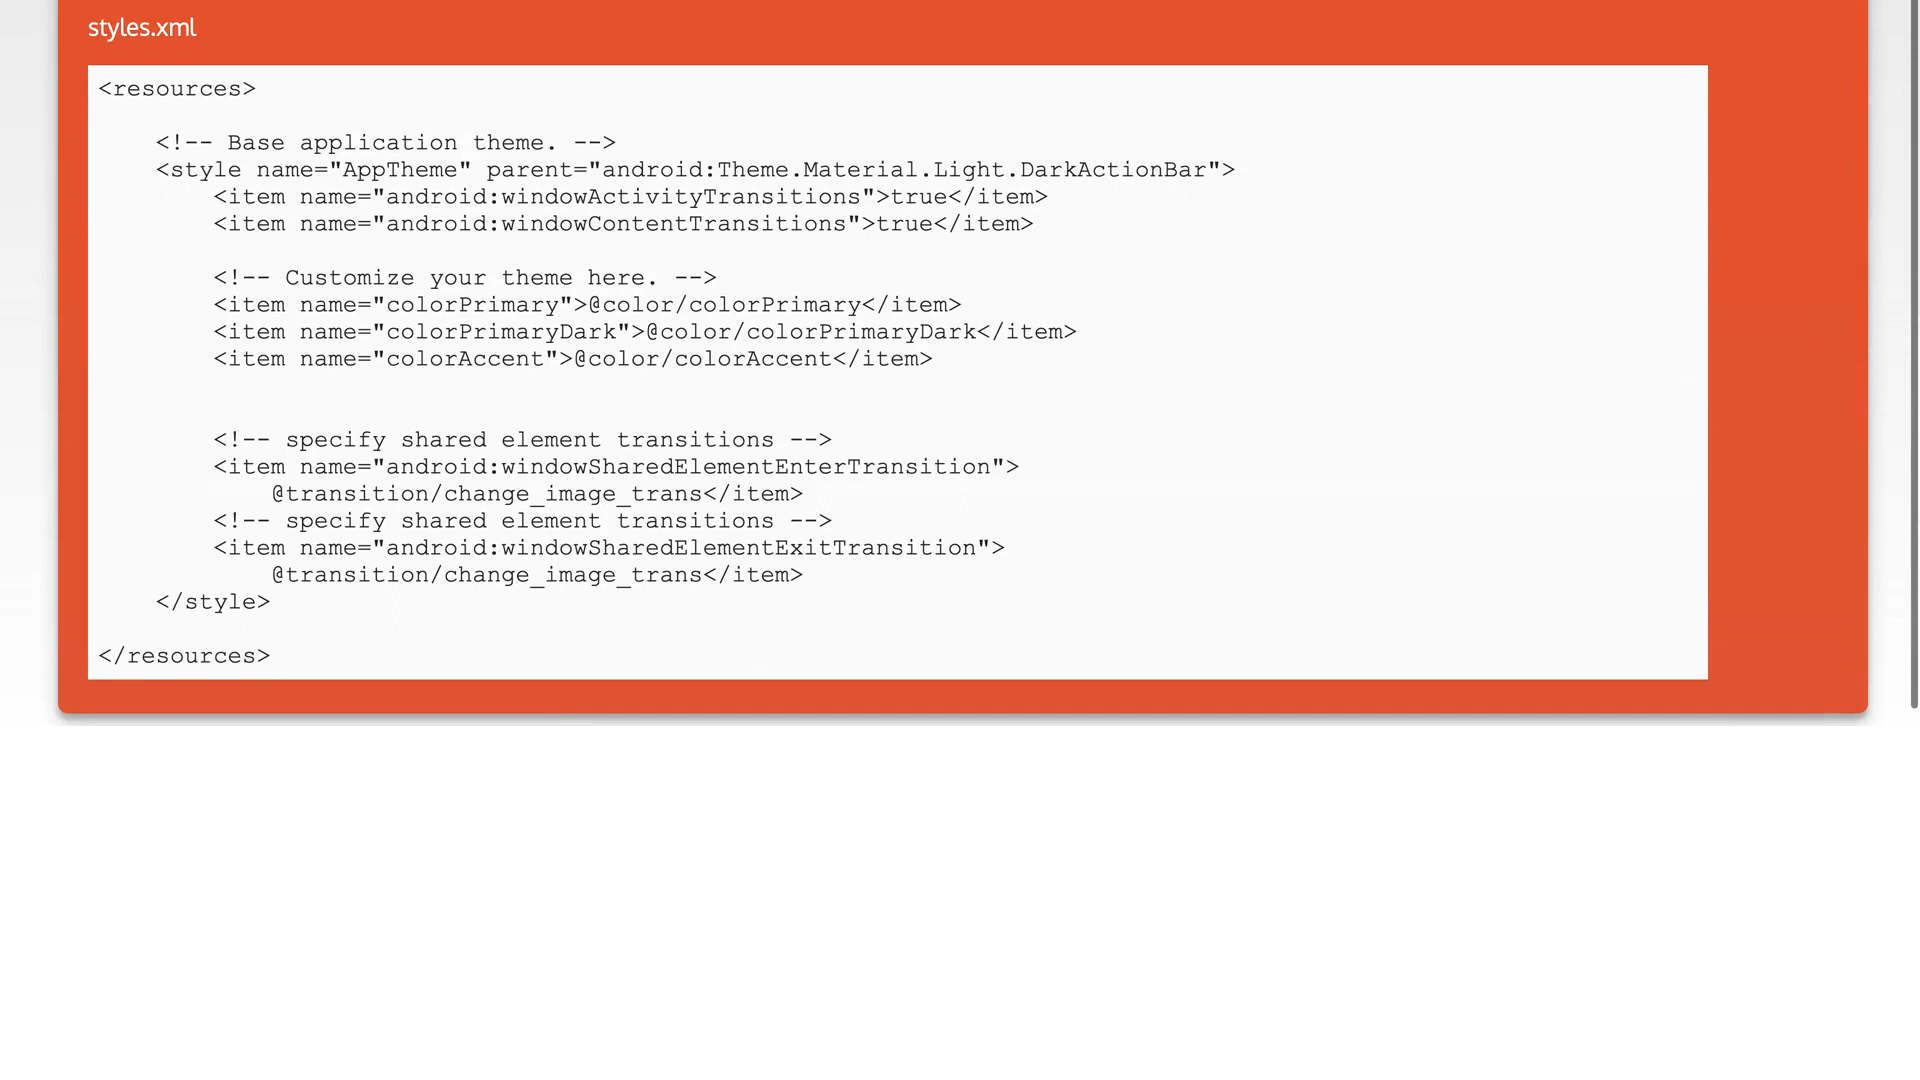 styles.xml
<resources>
<!-- Base application theme. -->
<style name="AppTheme" parent="android:Theme.Material.Light.DarkActionBar">
<item name="android:windowActivityTransitions">true</item>
<item name="android:windowContentTransitions">true</item>
<!-- Customize your theme here. -->
<item name="colorPrimary">@color/colorPrimary</item>
<item name="colorPrimaryDark">@color/colorPrimaryDark</item>
<item name="colorAccent">@color/colorAccent</item>
<!-- specify shared element transitions -->
<item name="android:windowSharedElementEnterTransition">
@transition/change_image_trans</item>
<!-- specify shared element transitions -->
<item name="android:windowSharedElementExitTransition">
@transition/change_image_trans</item>
</style>
</resources>